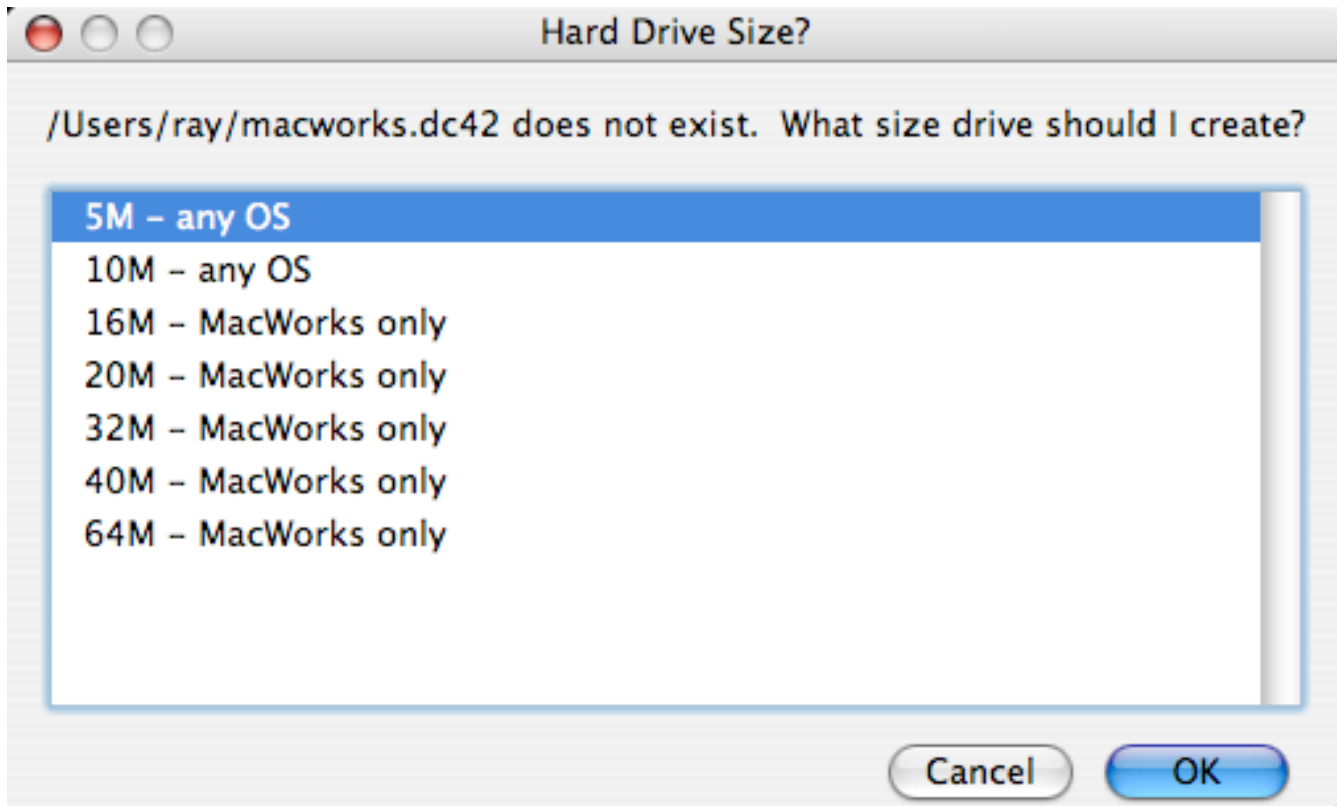 Hard Drive Size?
/Users/ray/macworks.dc42 does not exist.  What size drive should I create?
5M – any OS
10M – any OS
16M – MacWorks only
20M – MacWorks only
32M – MacWorks only
40M – MacWorks only
64M – MacWorks only
Cancel OK